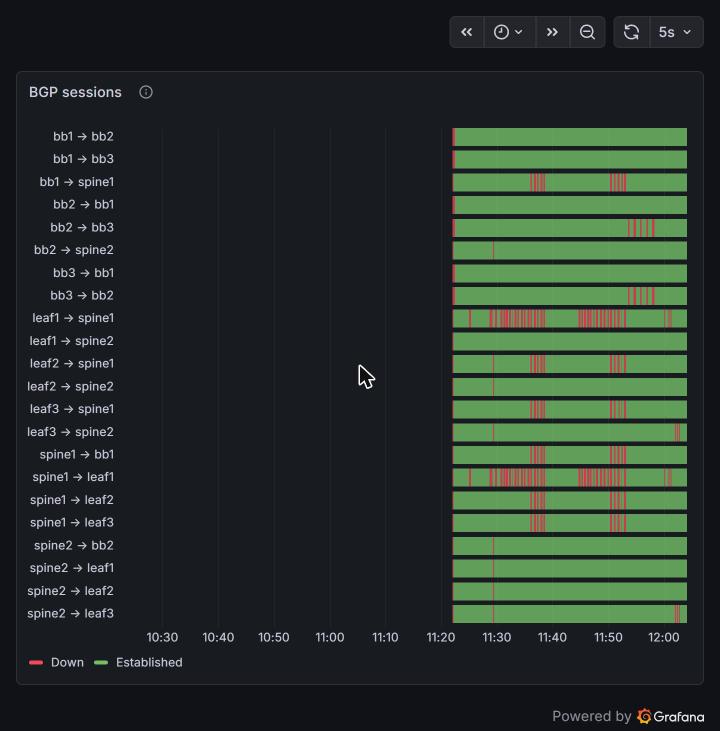 5s
BGP sessions
bb1 → bb2
bb1 → bb3
bb1 → spine1
bb2 → bb1
bb2 → bb3
bb2 → spine2
bb3 → bb1
bb3 → bb2
leaf1 → spine1
leaf1 → spine2
leaf2 → spine1
leaf2 → spine2
leaf3 → spine1
leaf3 → spine2
spine1 → bb1
spine1 → leaf1
spine1 → leaf2
spine1 → leaf3
spine2 → bb2
spine2 → leaf1
spine2 → leaf2
spine2 → leaf3
10:30 10:40 10:50 11:00 11:10 11:20 11:30 11:40 11:50 12:00
Down Established
Powered by Grafana